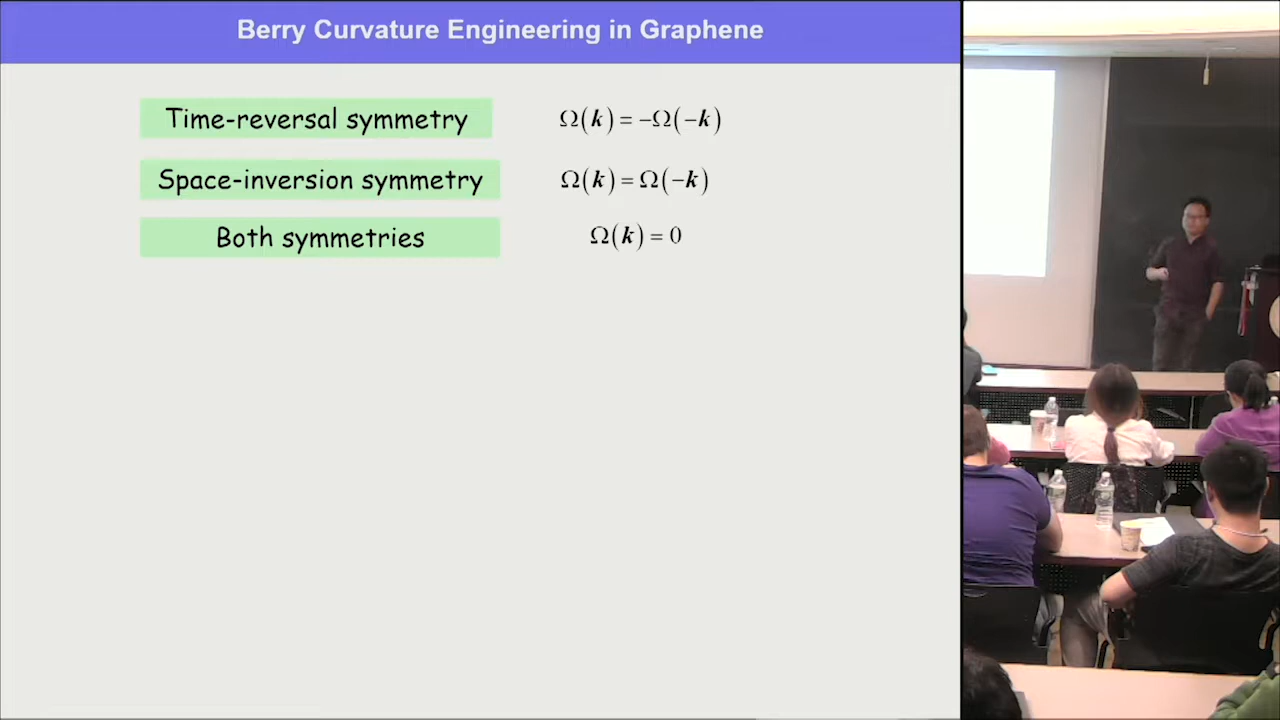 Berry Curvature Engineering in Graphene
Time-reversal symmetry Ω(k) = −Ω(−k)
Space-inversion symmetry Ω(k) = Ω(−k)
Both symmetries Ω(k) = 0